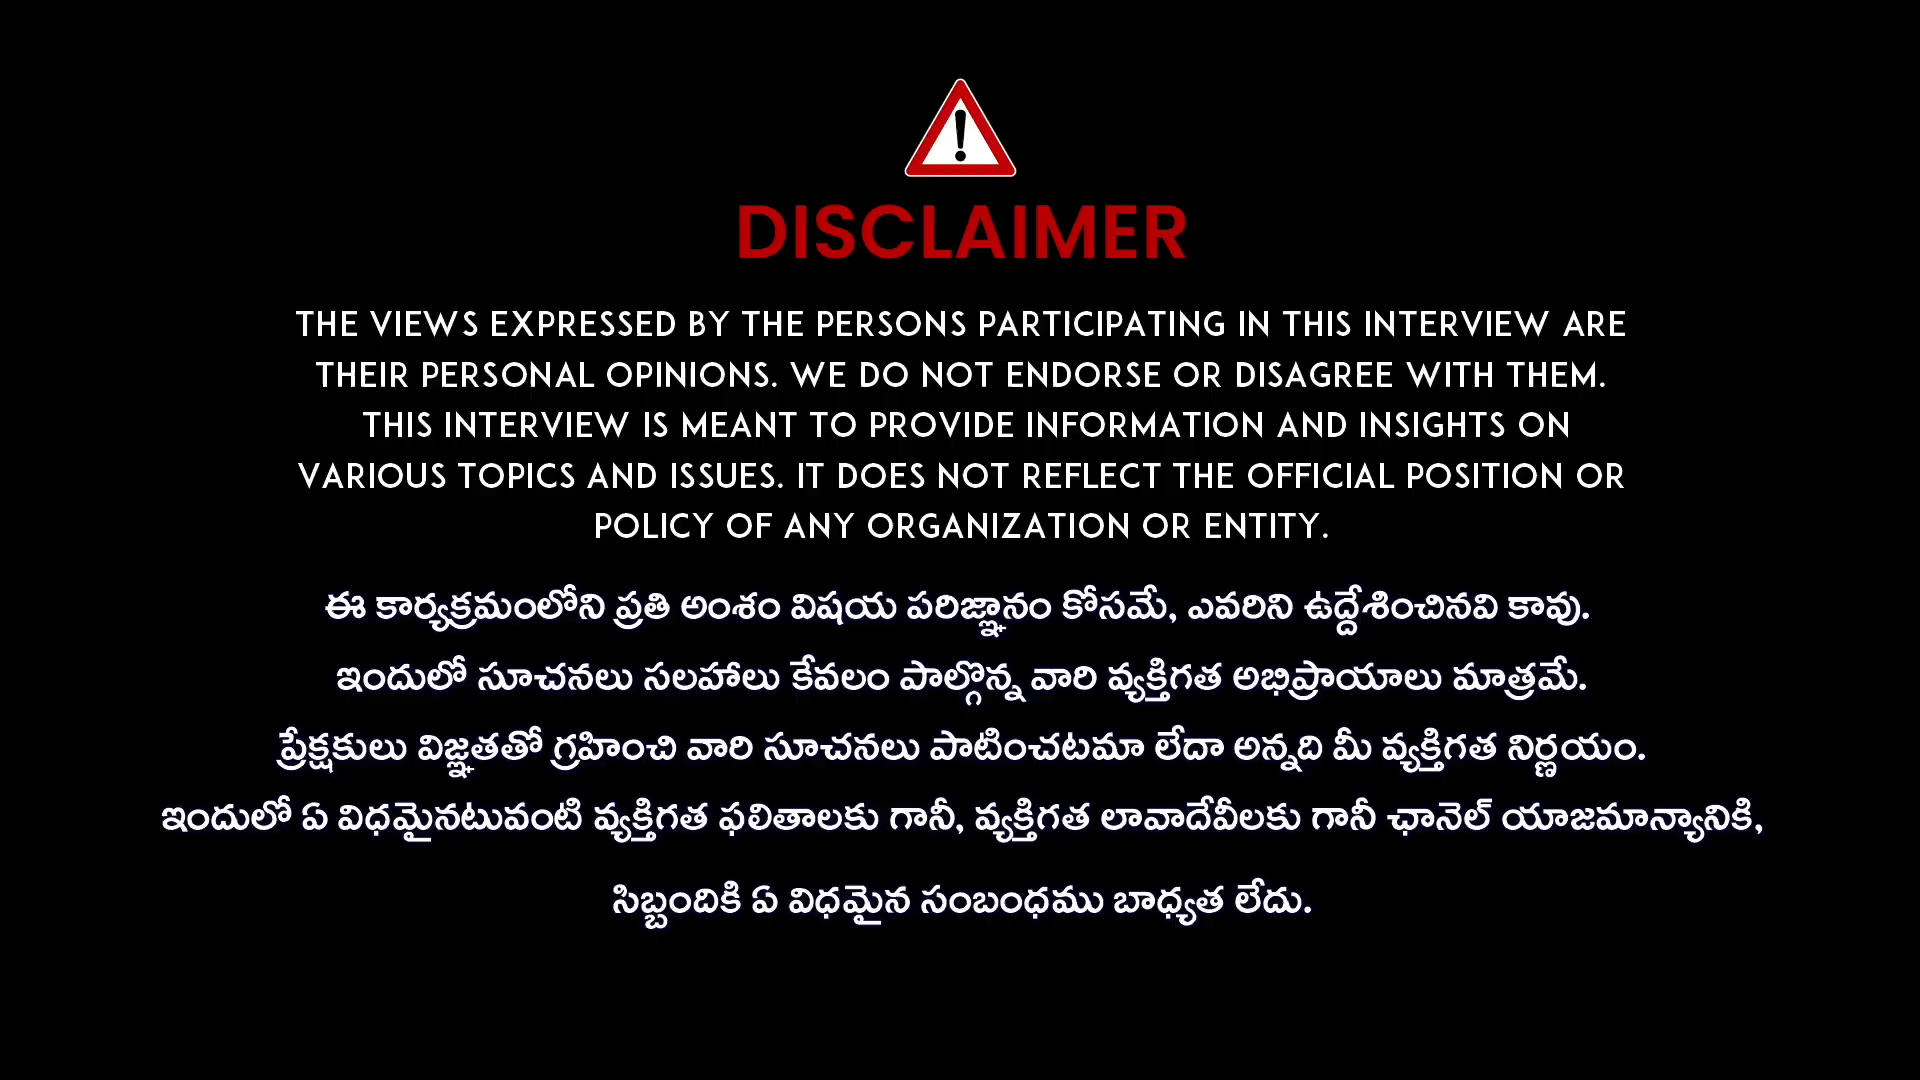 DISCLAIMER
THE VIEWS EXPRESSED BY THE PERSONS PARTICIPATING IN THIS INTERVIEW ARE
THEIR PERSONAL OPINIONS. WE DO NOT ENDORSE OR DISAGREE WITH THEM.
THIS INTERVIEW IS MEANT TO PROVIDE INFORMATION AND INSIGHTS ON
VARIOUS TOPICS AND ISSUES. IT DOES NOT REFLECT THE OFFICIAL POSITION OR
POLICY OF ANY ORGANIZATION OR ENTITY.
ఈ కార్యక్రమంలోని ప్రతి అంశం విషయ పరిజ్ఞానం కోసమే, ఎవరిని ఉద్దేశించినవి కావు.
ఇందులో సూచనలు సలహాలు కేవలం పాల్గొన్న వారి వ్యక్తిగత అభిప్రాయాలు మాత్రమే.
ప్రేక్షకులు విజ్ఞతతో గ్రహించి వారి సూచనలు పాటించటమా లేదా అన్నది మీ వ్యక్తిగత నిర్ణయం.
ఇందులో ఏ విధమైనటువంటి వ్యక్తిగత ఫలితాలకు గానీ, వ్యక్తిగత లావాదేవీలకు గానీ ఛానెల్ యాజమాన్యానికి,
సిబ్బందికి ఏ విధమైన సంబంధము బాధ్యత లేదు.